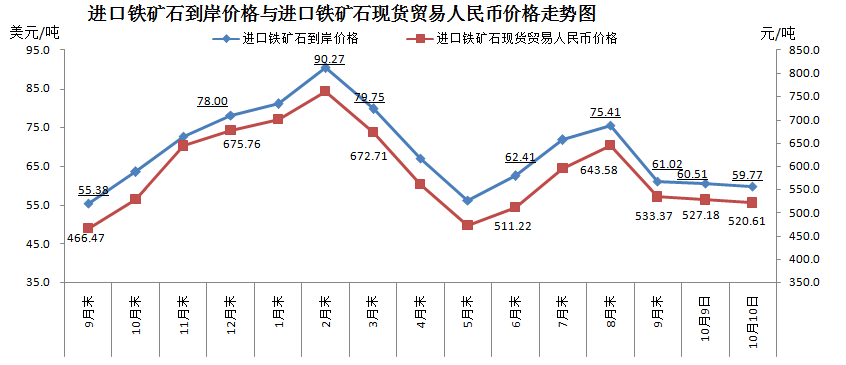 进口铁矿石到岸价格与进口铁矿石现货贸易人民币价格走势图
美元/吨
元/吨
进口铁矿石到岸价格
进口铁矿石现货贸易人民币价格
95.0
85.0
75.0
65.0
55.0
45.0
35.0
850.0
800.0
750.0
700.0
650.0
600.0
550.0
500.0
450.0
400.0
350.0
55.38
78.00
90.27
79.75
62.41
75.41
61.02
60.51
59.77
466.47
675.76
672.71
511.22
643.58
533.37
527.18
520.61
9月末
10月末
11月末
12月末
1月末
2月末
3月末
4月末
5月末
6月末
7月末
8月末
9月末
10月9日
10月10日